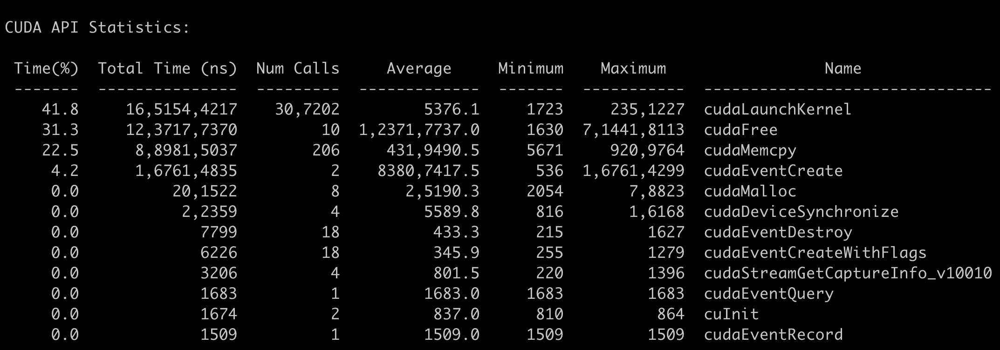 CUDA API Statistics:
Time(%) Total Time (ns) Num Calls Average Minimum Maximum Name
------- --------------- --------- ------------- ------- ----------- -------------------------------
41.8 16,5154,4217 30,7202 5376.1 1723 235,1227 cudaLaunchKernel
31.3 12,3717,7370 10 1,2371,7737.0 1630 7,1441,8113 cudaFree
22.5 8,8981,5037 206 431,9490.5 5671 920,9764 cudaMemcpy
4.2 1,6761,4835 2 8380,7417.5 536 1,6761,4299 cudaEventCreate
0.0 20,1522 8 2,5190.3 2054 7,8823 cudaMalloc
0.0 2,2359 4 5589.8 816 1,6168 cudaDeviceSynchronize
0.0 7799 18 433.3 215 1627 cudaEventDestroy
0.0 6226 18 345.9 255 1279 cudaEventCreateWithFlags
0.0 3206 4 801.5 220 1396 cudaStreamGetCaptureInfo_v10010
0.0 1683 1 1683.0 1683 1683 cudaEventQuery
0.0 1674 2 837.0 810 864 cuInit
0.0 1509 1 1509.0 1509 1509 cudaEventRecord